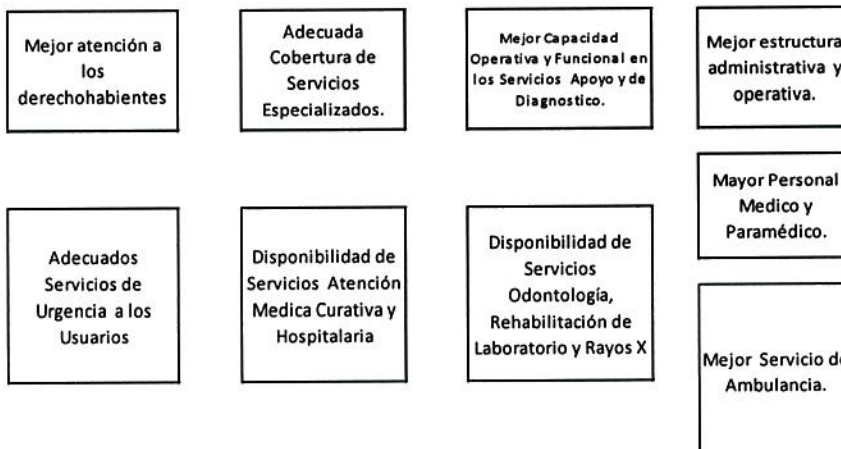 Mejor atención a
los
derechohabientes
Adecuada
Cobertura de
Servicios
Especializados.
Mejor Capacidad
Operativa y Funcional en
los Servicios Apoyo y de
Diagnostico.
Mejor estructura
administrativa y
operativa.
Mayor Personal
Medico y
Paramédico.
Adecuados
Servicios de
Urgencia a los
Usuarios
Disponibilidad de
Servicios Atención
Medica Curativa y
Hospitalaria
Disponibilidad de
Servicios
Odontología,
Rehabilitación de
Laboratorio y Rayos X
Mejor Servicio de
Ambulancia.